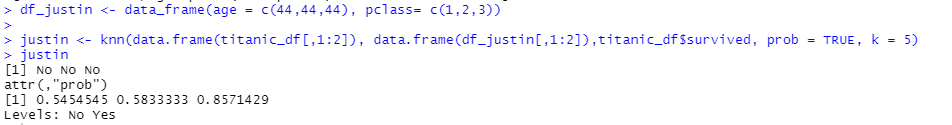 > df_justin <- data_frame(age = c(44,44,44), pclass= c(1,2,3))
>
> justin <- knn(data.frame(titanic_df[,1:2]), data.frame(df_justin[,1:2]),titanic_df$survived, prob = TRUE, k = 5)
> justin
[1] No No No
attr(,"prob")
[1] 0.5454545 0.5833333 0.8571429
Levels: No Yes